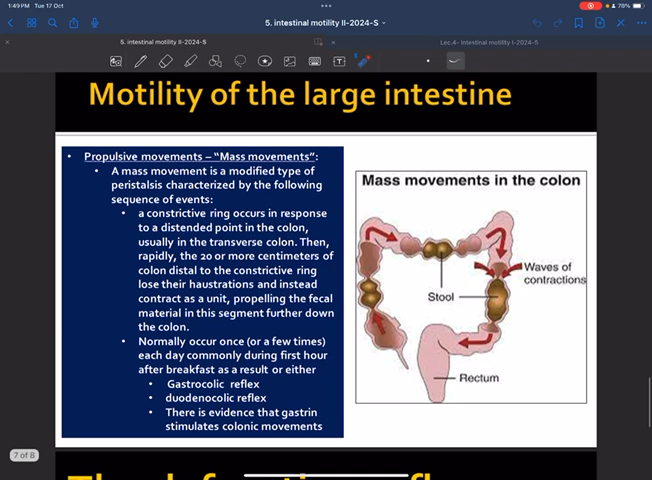 1:49PM Tue 17 Oct
78%
5. intestinal motility II-2024-S
5. intestinal motility II-2024-S
Lec.4- Intestinal motility I-2024-S
Motility of the large intestine
Propulsive movements – “Mass movements”:
A mass movement is a modified type of
peristalsis characterized by the following
sequence of events:
a constrictive ring occurs in response
to a distended point in the colon,
usually in the transverse colon. Then,
rapidly, the 20 or more centimeters of
colon distal to the constrictive ring
lose their haustrations and instead
contract as a unit, propelling the fecal
material in this segment further down
the colon.
Normally occur once (or a few times)
each day commonly during first hour
after breakfast as a result or either
Gastrocolic reflex
duodenocolic reflex
There is evidence that gastrin
stimulates colonic movements
Mass movements in the colon
Waves of
contractions
Stool
Rectum
7 of 8